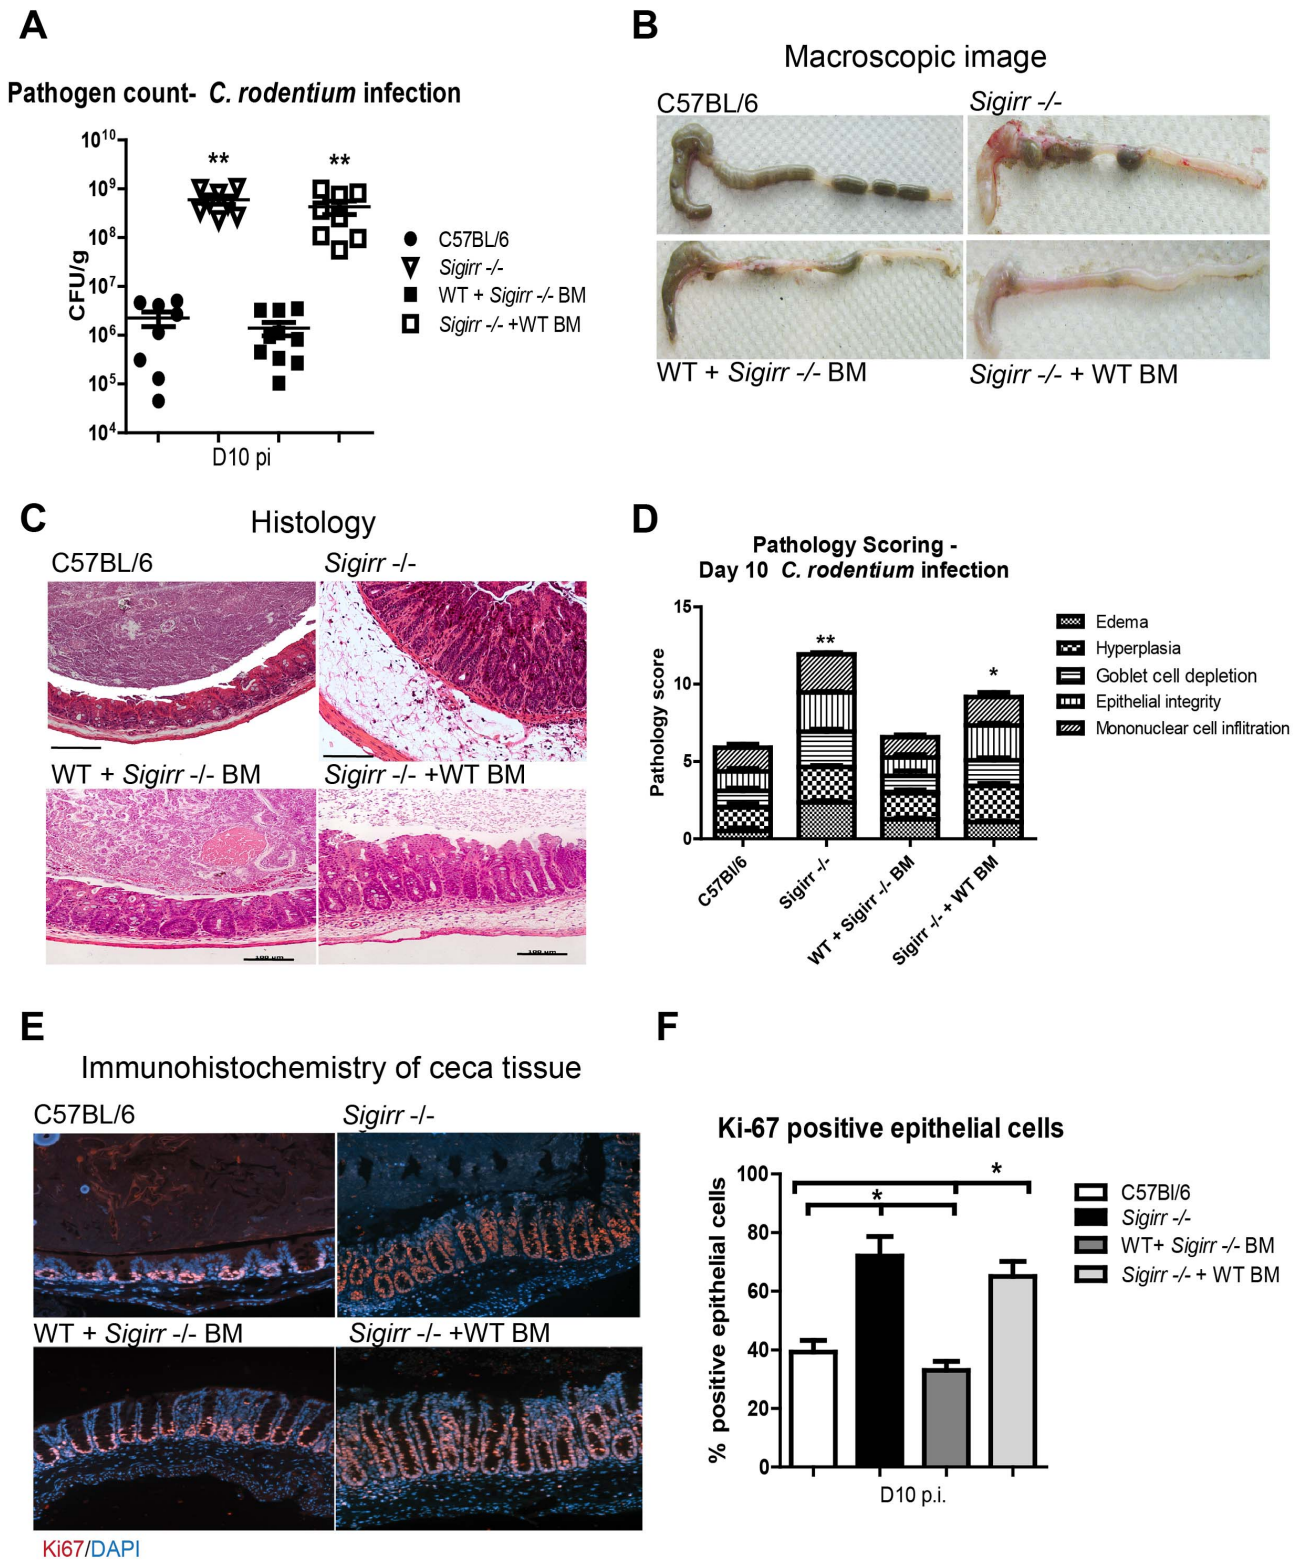 A
Pathogen count- C. rodentium infection
CFU/g
10^10
10^9
10^8
10^7
10^6
10^5
10^4
**
**
D10 pi
C57BL/6
Sigirr -/-
WT + Sigirr -/- BM
Sigirr -/- +WT BM
B
Macroscopic image
C57BL/6
Sigirr -/-
WT + Sigirr -/- BM
Sigirr -/- + WT BM
C
Histology
C57BL/6
Sigirr -/-
WT + Sigirr -/- BM
Sigirr -/- +WT BM
100 µm
100 µm
D
Pathology Scoring -
Day 10 C. rodentium infection
Pathology score
15
10
5
0
**
*
C57Bl/6
Sigirr -/-
WT + Sigirr -/- BM
Sigirr -/- + WT BM
Edema
Hyperplasia
Goblet cell depletion
Epithelial integrity
Mononuclear cell inflitration
E
Immunohistochemistry of ceca tissue
C57BL/6
Sigirr -/-
WT + Sigirr -/- BM
Sigirr -/- +WT BM
Ki67/DAPI
F
Ki-67 positive epithelial cells
% positive epithelial cells
100
80
60
40
20
0
*
*
D10 p.i.
C57Bl/6
Sigirr -/-
WT+ Sigirr -/- BM
Sigirr -/- + WT BM